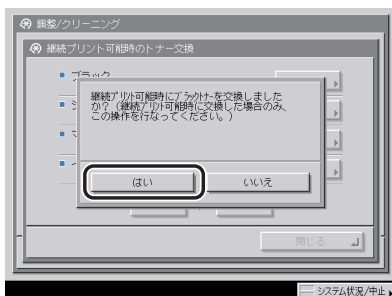 調整/クリーニング
継続プリント可能時のトナー交換
ブラック
継続プリント可能時にブラックトナーを交換しました
か?(継続プリント可能時に交換した場合のみ、
この操作を行なってください。)
はい
いいえ
閉じる
システム状況/中止